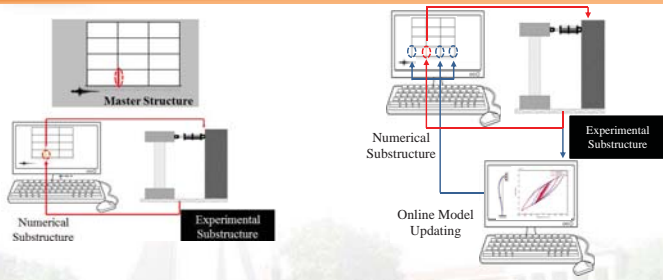 Master Structure
Numerical
Substructure
Experimental
Substructure
Numerical
Substructure
Experimental
Substructure
Online Model
Updating